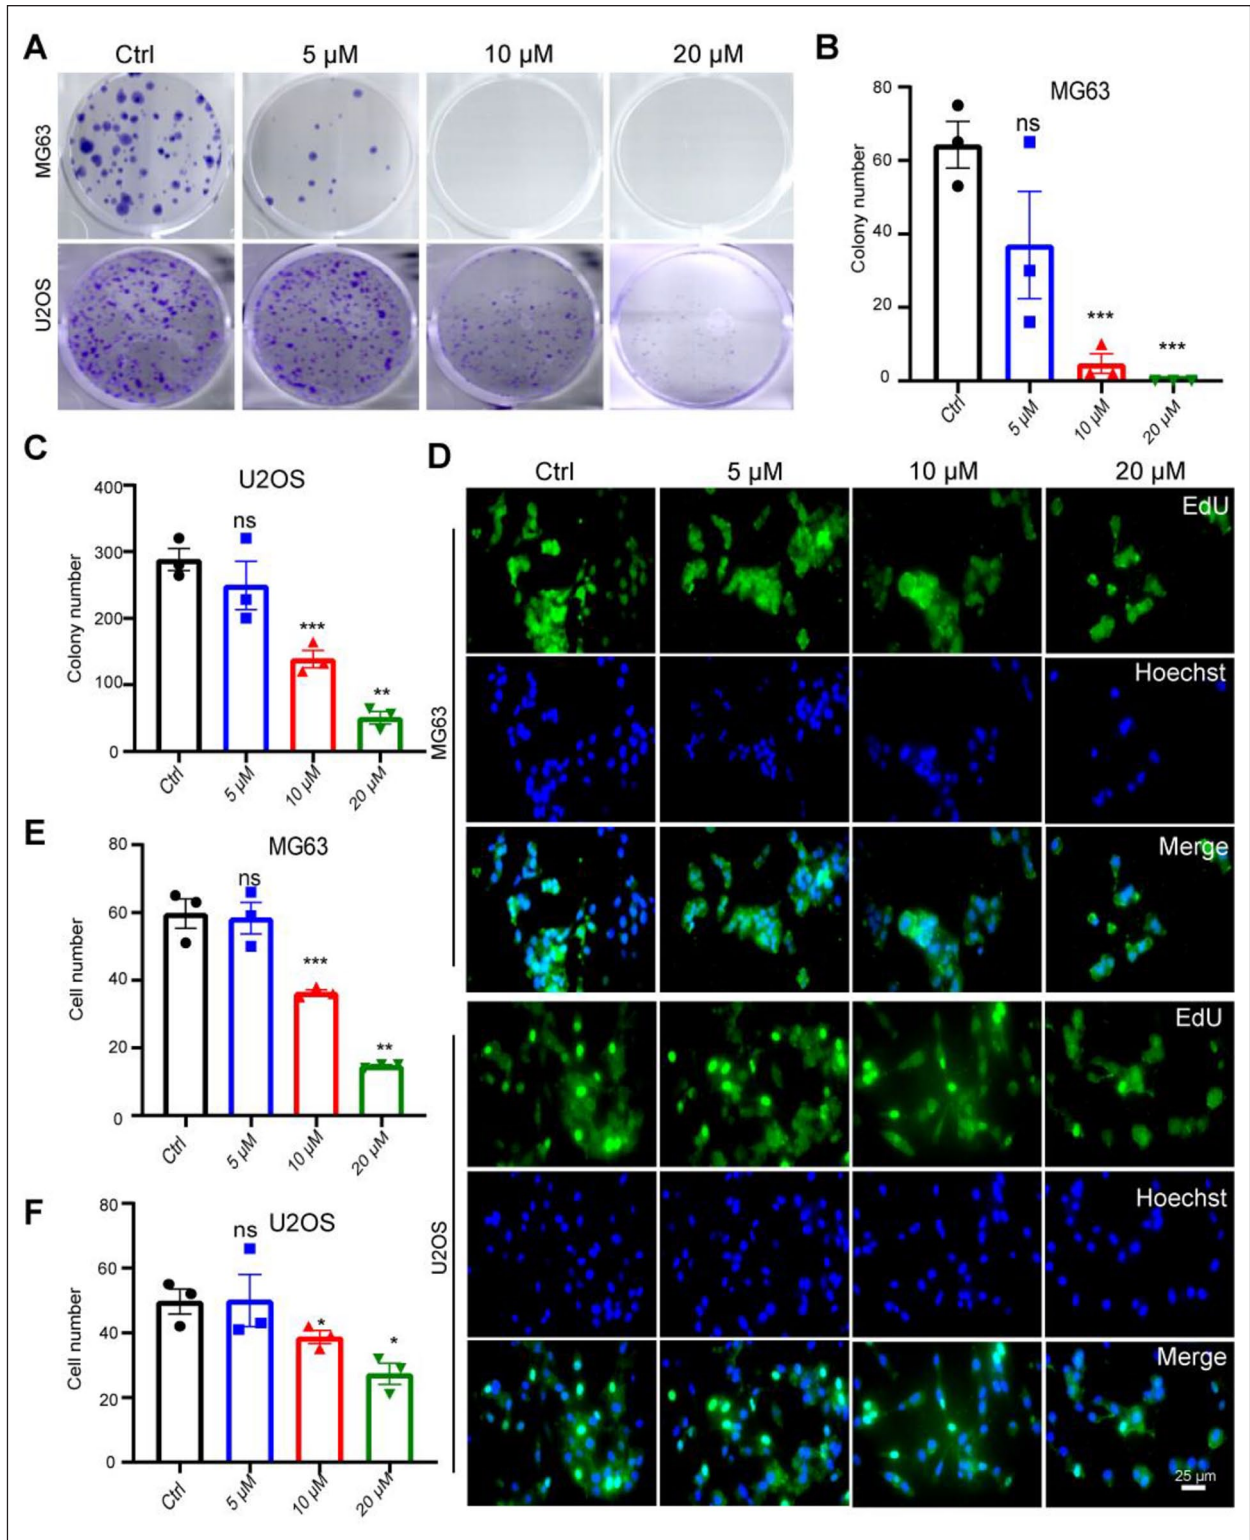 A
Ctrl
5 µM
10 µM
20 µM
MG63
U2OS
B
MG63
Colony number
80
60
40
20
0
ns
***
***
Ctrl
5 µM
10 µM
20 µM
C
U2OS
Colony number
400
300
200
100
0
ns
***
**
Ctrl
5 µM
10 µM
20 µM
D
Ctrl
5 µM
10 µM
20 µM
MG63
EdU
Hoechst
Merge
U2OS
EdU
Hoechst
Merge
25 µm
E
MG63
Cell number
80
60
40
20
0
ns
***
**
Ctrl
5 µM
10 µM
20 µM
F
U2OS
Cell number
80
60
40
20
0
ns
*
*
Ctrl
5 µM
10 µM
20 µM